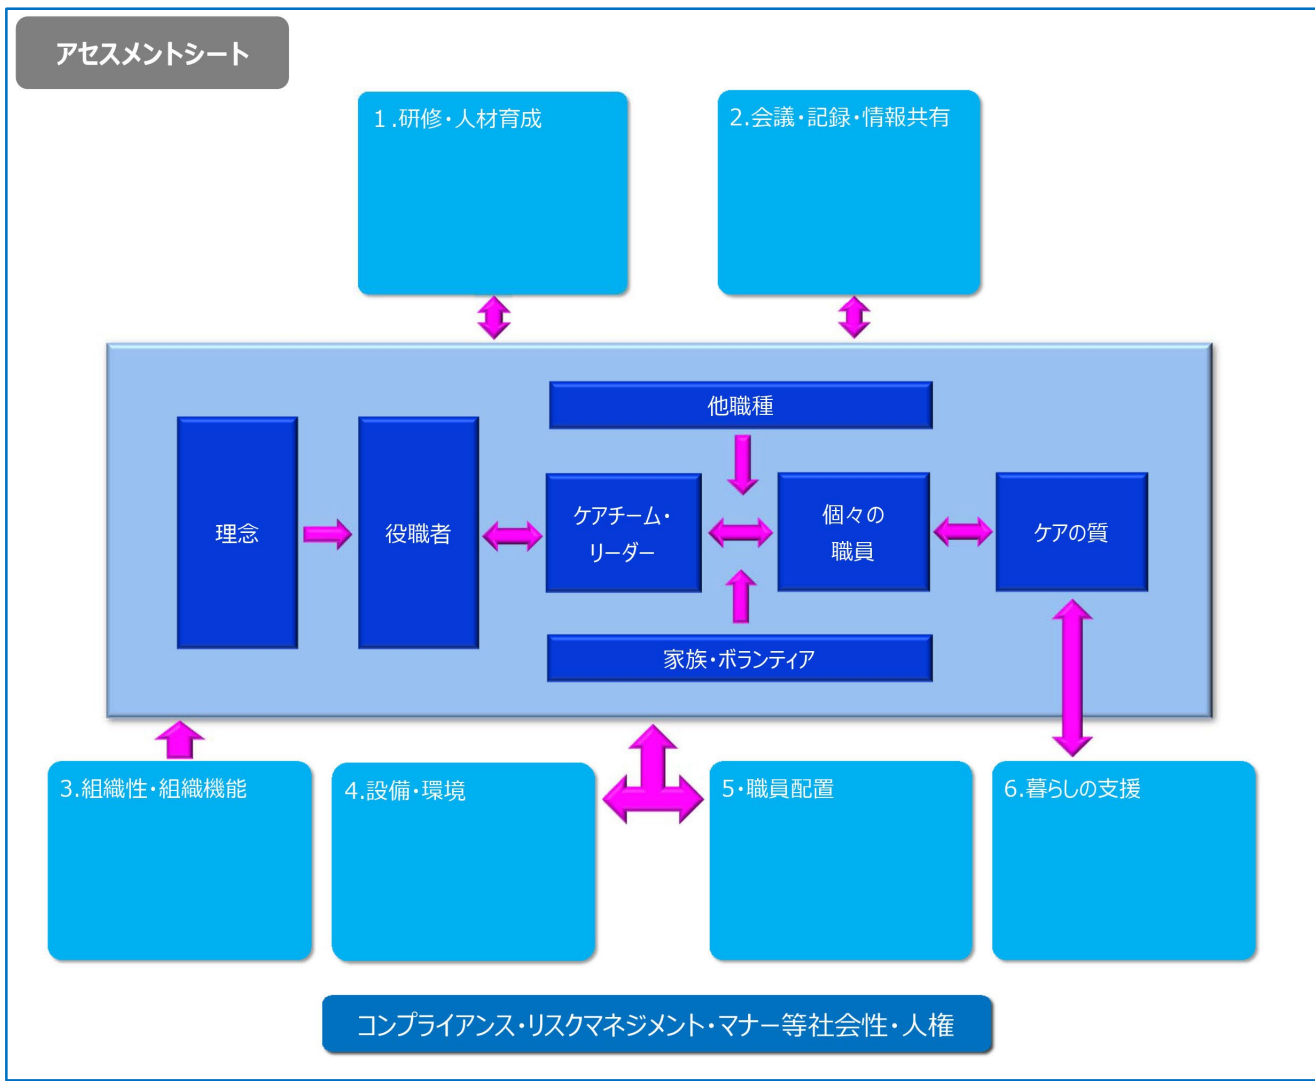 アセスメントシート
1.研修・人材育成
2.会議・記録・情報共有
他職種
理念
役職者
ケアチーム・
リーダー
個々の
職員
ケアの質
家族・ボランティア
3.組織性・組織機能
4.設備・環境
5・職員配置
6.暮らしの支援
コンプライアンス・リスクマネジメント・マナー等社会性・人権